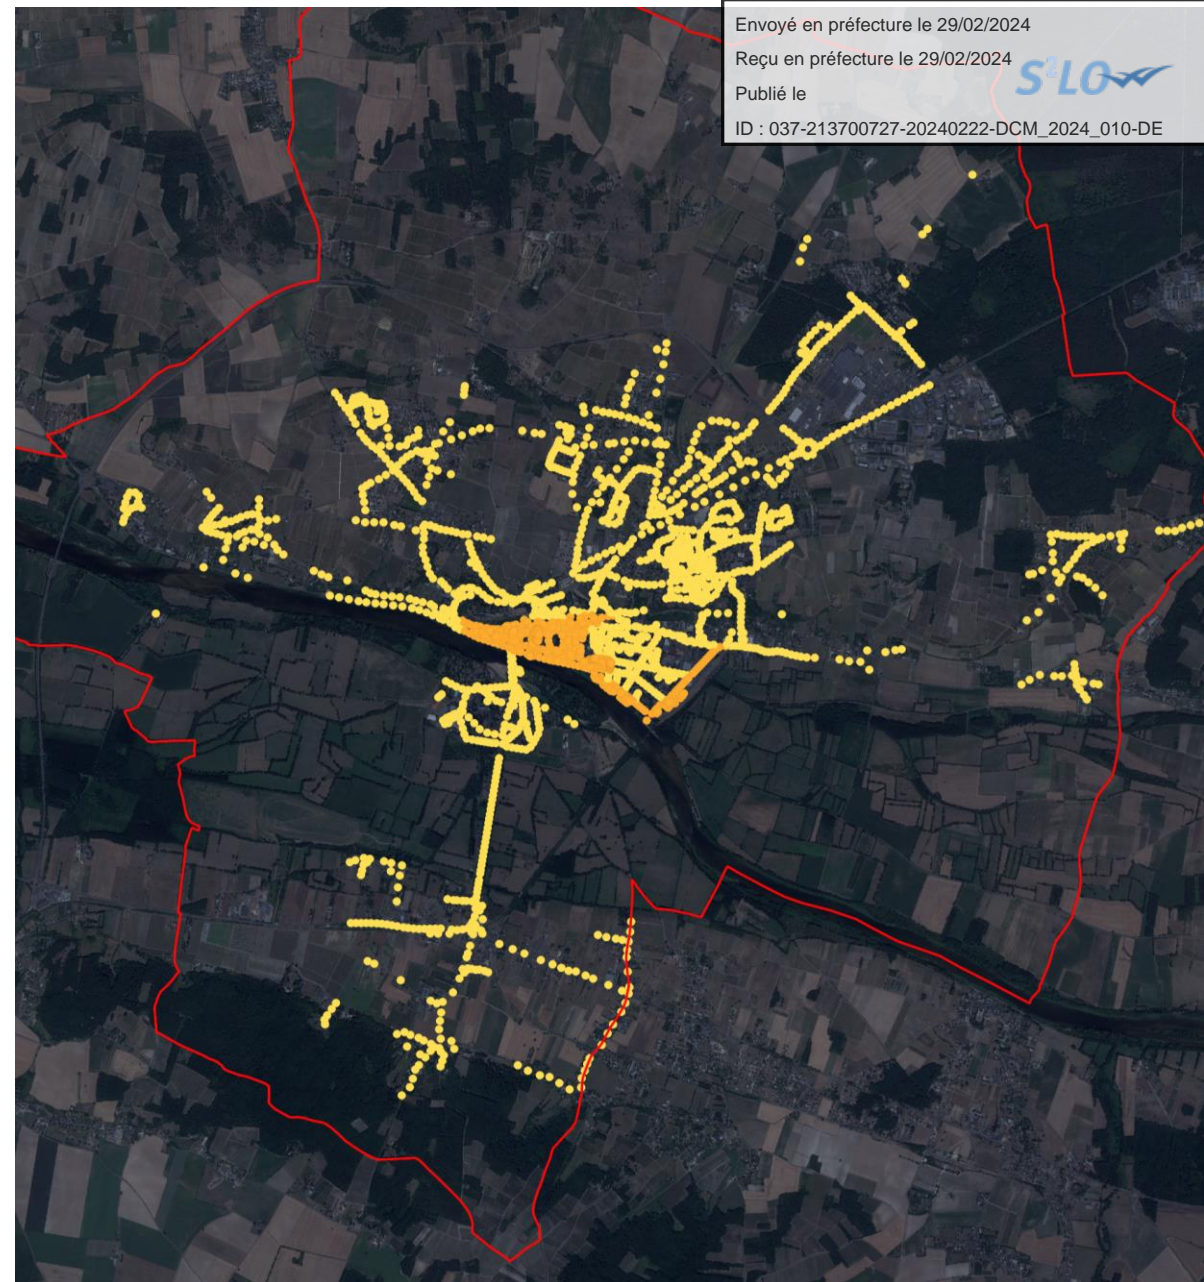 Envoyé en préfecture le 29/02/2024
Reçu en préfecture le 29/02/2024
S²LOW
Publié le
ID : 037-213700727-20240222-DCM_2024_010-DE